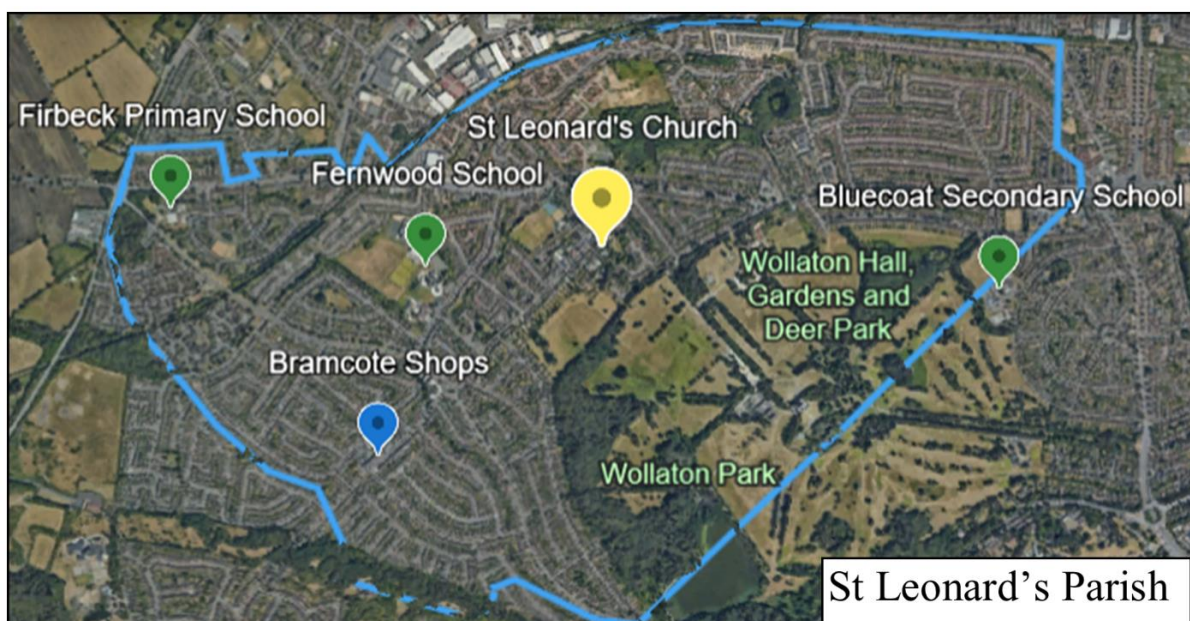 Firbeck Primary School
St Leonard's Church
Fernwood School
Bluecoat Secondary School
Wollaton Hall,
Gardens and
Deer Park
Bramcote Shops
Wollaton Park
St Leonard’s Parish